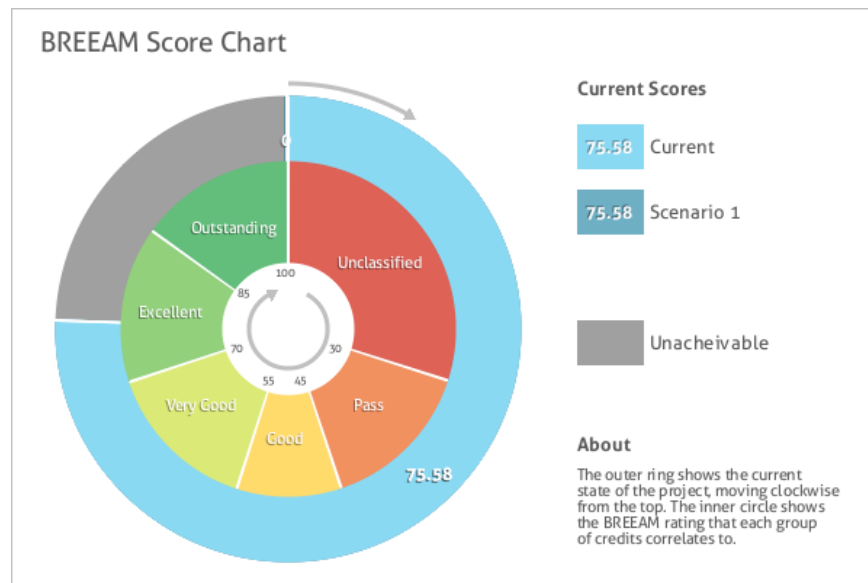 BREEAM Score Chart
0
Outstanding
Unclassified
Excellent
Very Good
Good
Pass
100
85
70
55
45
30
75.58
Current Scores
75.58 Current
75.58 Scenario 1
Unacheivable
About
The outer ring shows the current
state of the project, moving clockwise
from the top. The inner circle shows
the BREEAM rating that each group
of credits correlates to.